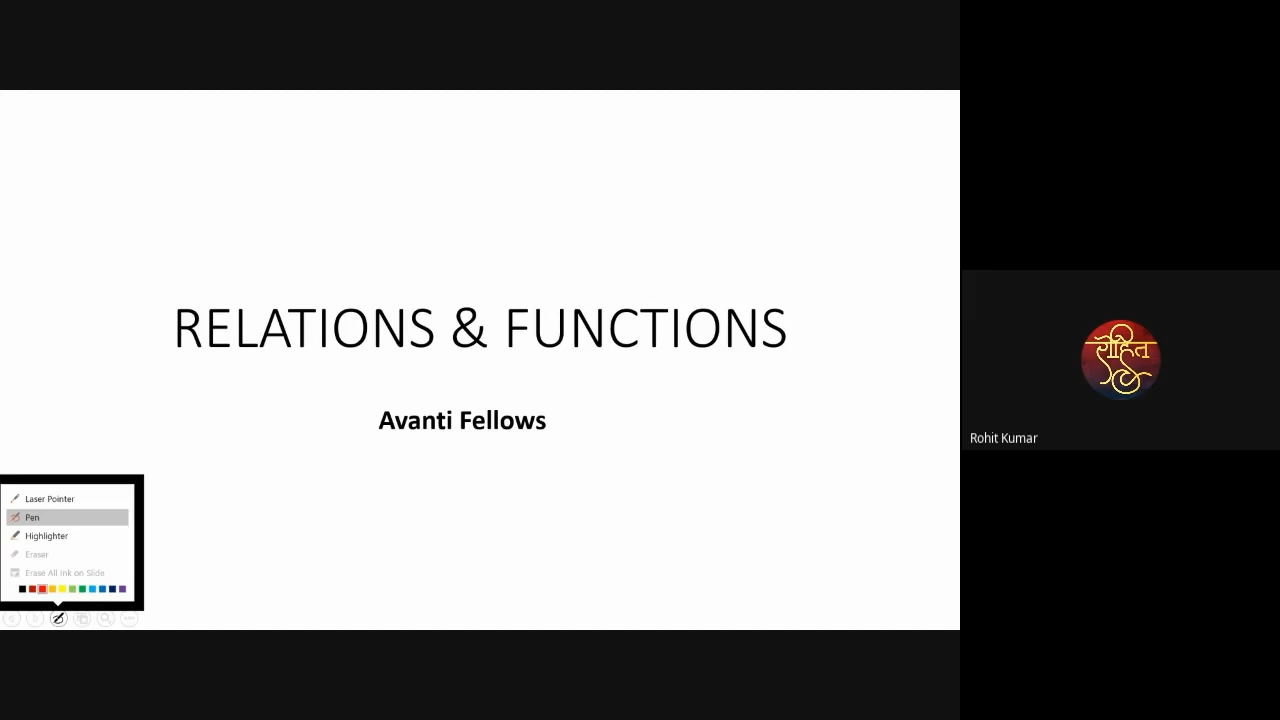 RELATIONS & FUNCTIONS
Avanti Fellows
Laser Pointer
Pen
Highlighter
Eraser
Erase All Ink on Slide
रोहित
Rohit Kumar